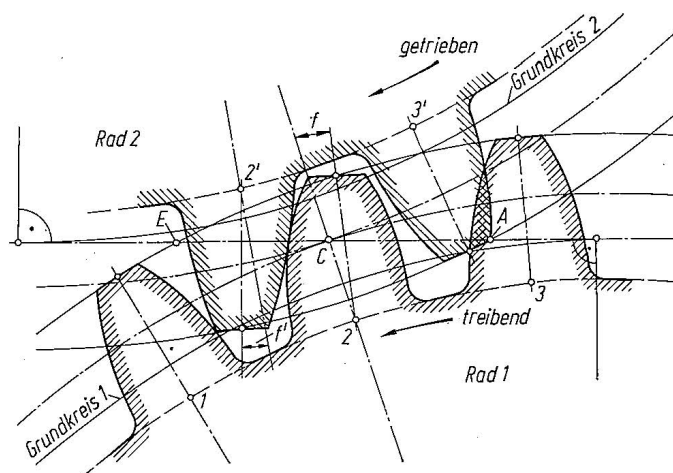 getrieben
Grundkreis 2
f
3'
Rad 2
2'
E
A
C
3
treibend
2
f'
Rad 1
1
Grundkreis 1